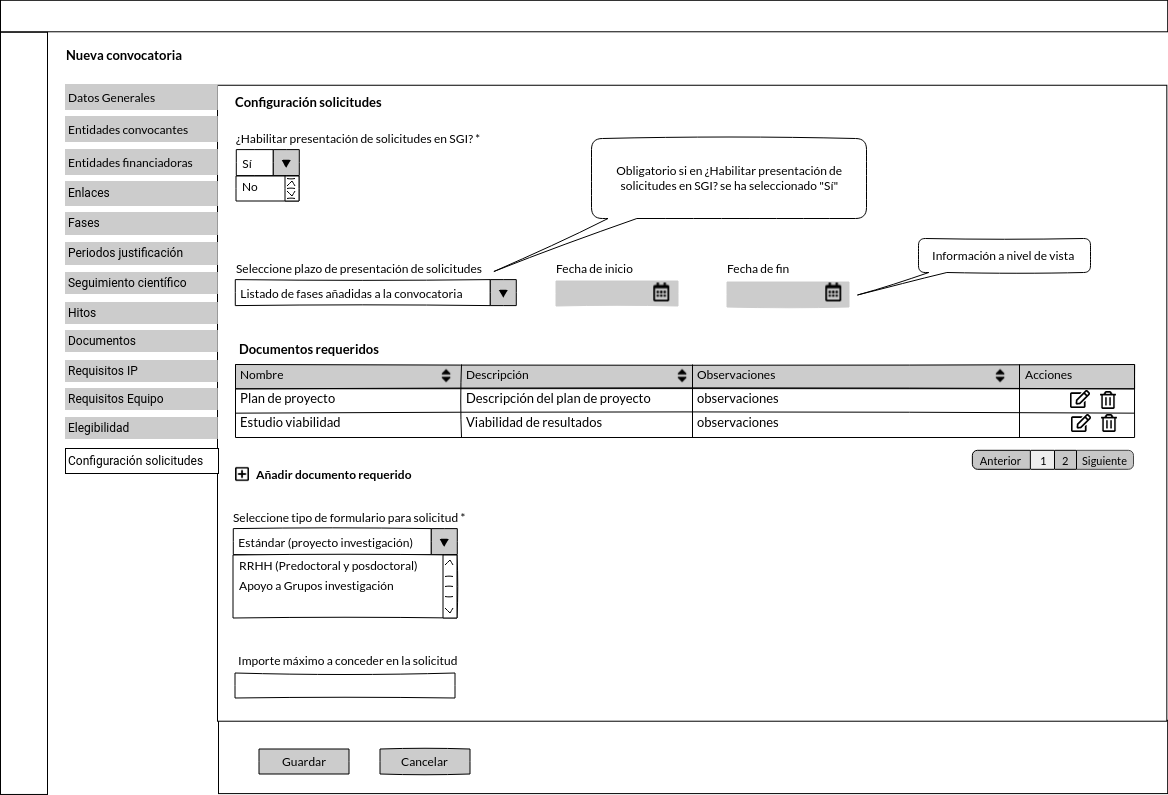 Nueva convocatoria
Datos Generales
Entidades convocantes
Entidades financiadoras
Enlaces
Fases
Periodos justificación
Seguimiento científico
Hitos
Documentos
Requisitos IP
Requisitos Equipo
Elegibilidad
Configuración solicitudes
Configuración solicitudes
¿Habilitar presentación de solicitudes en SGI? *
Sí
No
Obligatorio si en ¿Habilitar presentación de
solicitudes en SGI? se ha seleccionado "Sí"
Información a nivel de vista
Seleccione plazo de presentación de solicitudes
Fecha de inicio
Fecha de fin
Listado de fases añadidas a la convocatoria
Documentos requeridos
Nombre Descripción Observaciones Acciones
Plan de proyecto Descripción del plan de proyecto observaciones
Estudio viabilidad Viabilidad de resultados observaciones
Anterior 1 2 Siguiente
Añadir documento requerido
Seleccione tipo de formulario para solicitud *
Estándar (proyecto investigación)
RRHH (Predoctoral y posdoctoral)
Apoyo a Grupos investigación
Importe máximo a conceder en la solicitud
Guardar Cancelar